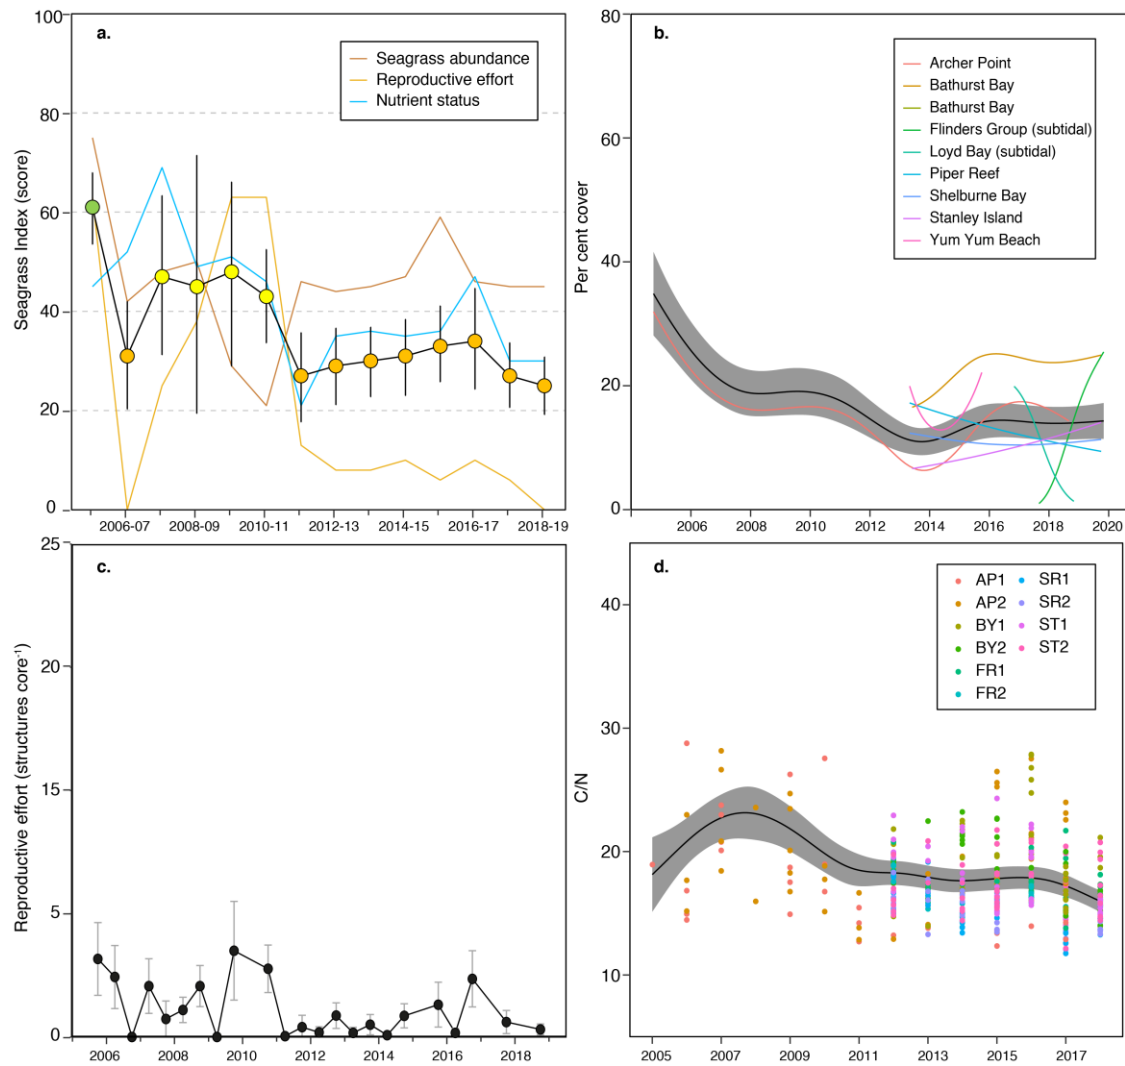 a.
Seagrass abundance
Reproductive effort
Nutrient status
Seagrass Index (score)
100
80
60
40
20
0
2006-07
2008-09
2010-11
2012-13
2014-15
2016-17
2018-19
b.
Archer Point
Bathurst Bay
Bathurst Bay
Flinders Group (subtidal)
Loyd Bay (subtidal)
Piper Reef
Shelburne Bay
Stanley Island
Yum Yum Beach
Per cent cover
80
60
40
20
0
2006
2008
2010
2012
2014
2016
2018
2020
c.
Reproductive effort (structures core⁻¹)
25
20
15
5
0
2006
2008
2010
2012
2014
2016
2018
d.
AP1
AP2
BY1
BY2
FR1
FR2
SR1
SR2
ST1
ST2
C/N
40
30
20
10
2005
2007
2009
2011
2013
2015
2017